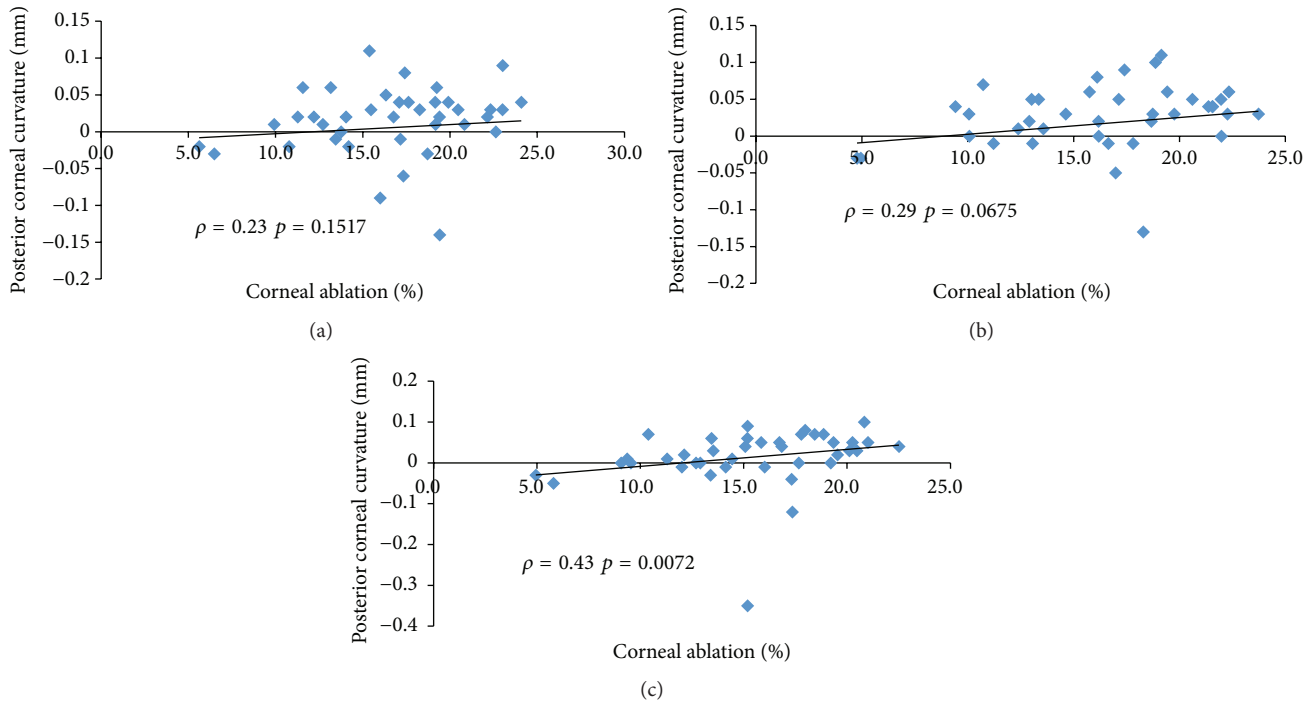 Posterior corneal curvature (mm)
0.15
0.1
0.05
0
−0.05
−0.1
−0.15
−0.2
0.0 5.0 10.0 15.0 20.0 25.0 30.0
ρ = 0.23 p = 0.1517
Corneal ablation (%)
(a)
Posterior corneal curvature (mm)
0.15
0.1
0.05
0
−0.05
−0.1
−0.15
−0.2
0.0 5.0 10.0 15.0 20.0 25.0
ρ = 0.29 p = 0.0675
Corneal ablation (%)
(b)
Posterior corneal curvature (mm)
0.2
0.1
0
−0.1
−0.2
−0.3
−0.4
0.0 5.0 10.0 15.0 20.0 25.0
ρ = 0.43 p = 0.0072
Corneal ablation (%)
(c)